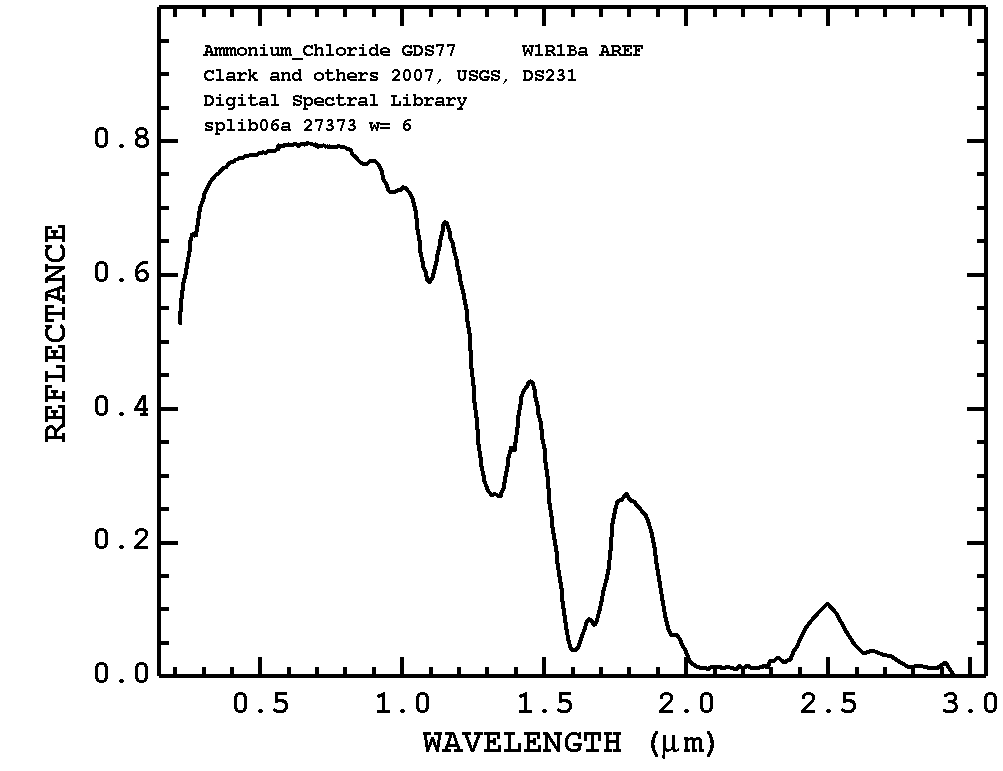 Ammonium_Chloride GDS77 W1R1Ba AREF
Clark and others 2007, USGS, DS231
Digital Spectral Library
splib06a 27373 w= 6
REFLECTANCE
0.8
0.6
0.4
0.2
0.0
0.5 1.0 1.5 2.0 2.5 3.0
WAVELENGTH (μm)